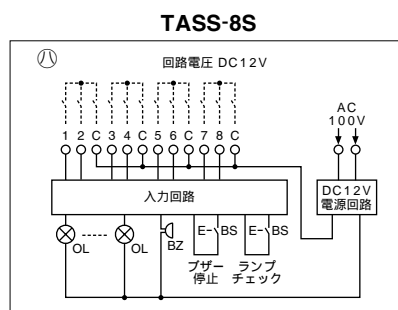 TASS-8S
㋩
回路電圧 DC12V
1 2 C 3 4 C 5 6 C 7 8 C
AC
100V
入力回路
DC12V
電源回路
OL OL BZ E BS E BS
ブザー
停止
ランプ
チェック